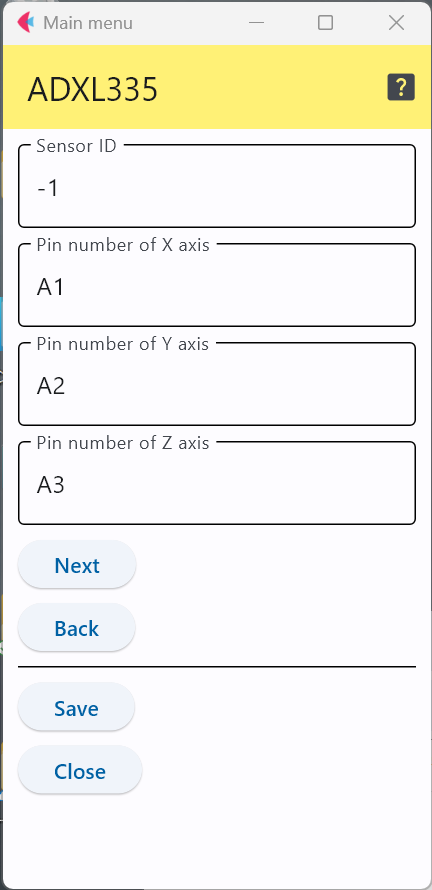 Main menu
ADXL335
?
Sensor ID
-1
Pin number of X axis
A1
Pin number of Y axis
A2
Pin number of Z axis
A3
Next
Back
Save
Close